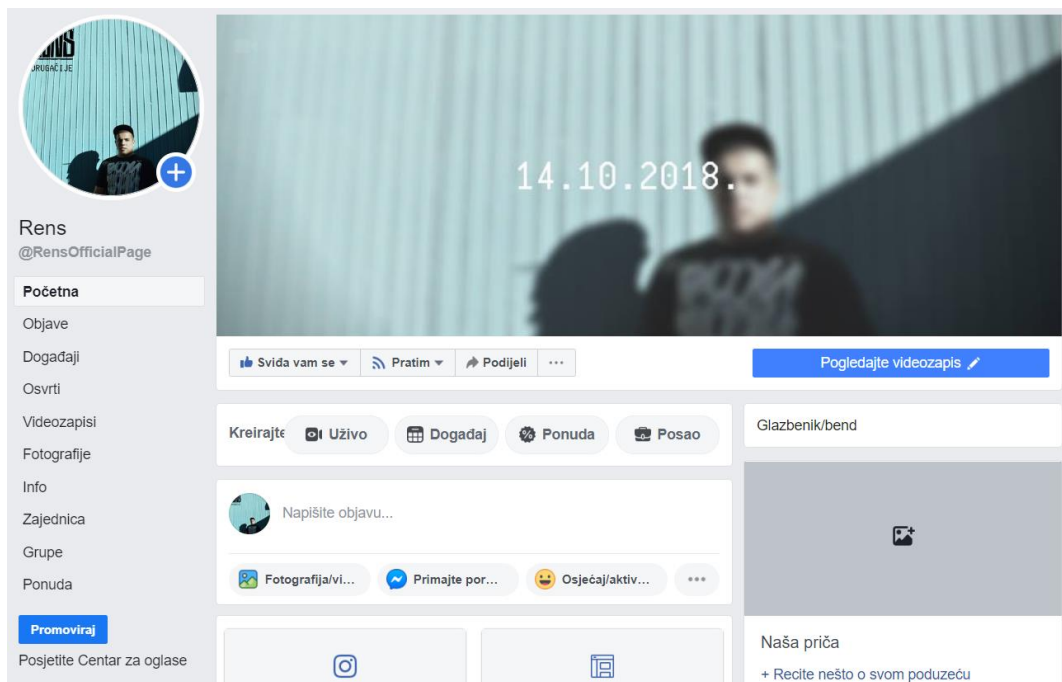 DRUGAČIJE
14.10.2018.
Rens
@RensOfficialPage
Početna
Objave
Događaji
Osvrti
Videozapisi
Fotografije
Info
Zajednica
Grupe
Ponuda
Promoviraj
Posjetite Centar za oglase
Sviđa vam se
Pratim
Podijeli
...
Pogledajte videozapis
Kreirajte
Uživo
Događaj
Ponuda
Posao
Napišite objavu...
Fotografija/vi...
Primajte por...
Osjećaj/aktiv...
...
Glazbenik/bend
Naša priča
+ Recite nešto o svom poduzeću